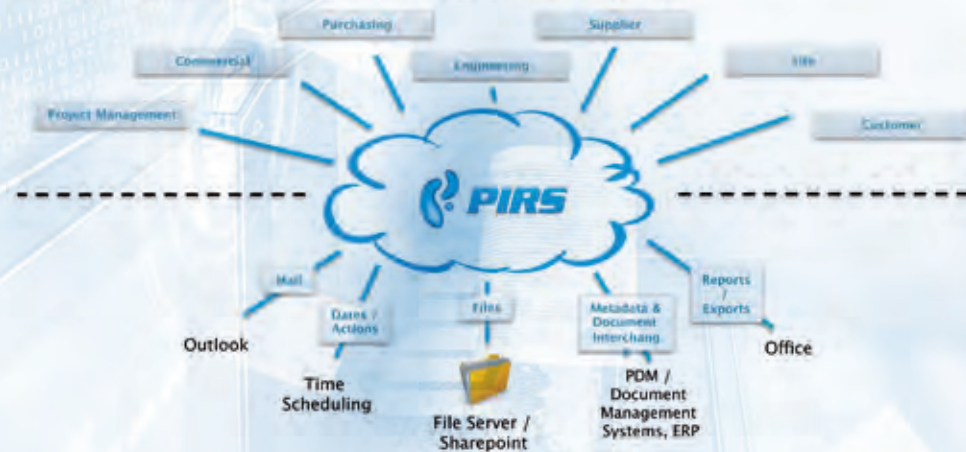 Purchasing
Supplier
Commercial
Engineering
Site
Project Management
Customer
PIRS
Mail
Dates /
Actions
Files
Metadata &
Document
Interchang
Reports
/
Exports
Outlook
Time
Scheduling
File Server /
Sharepoint
PDM /
Document
Management
Systems, ERP
Office